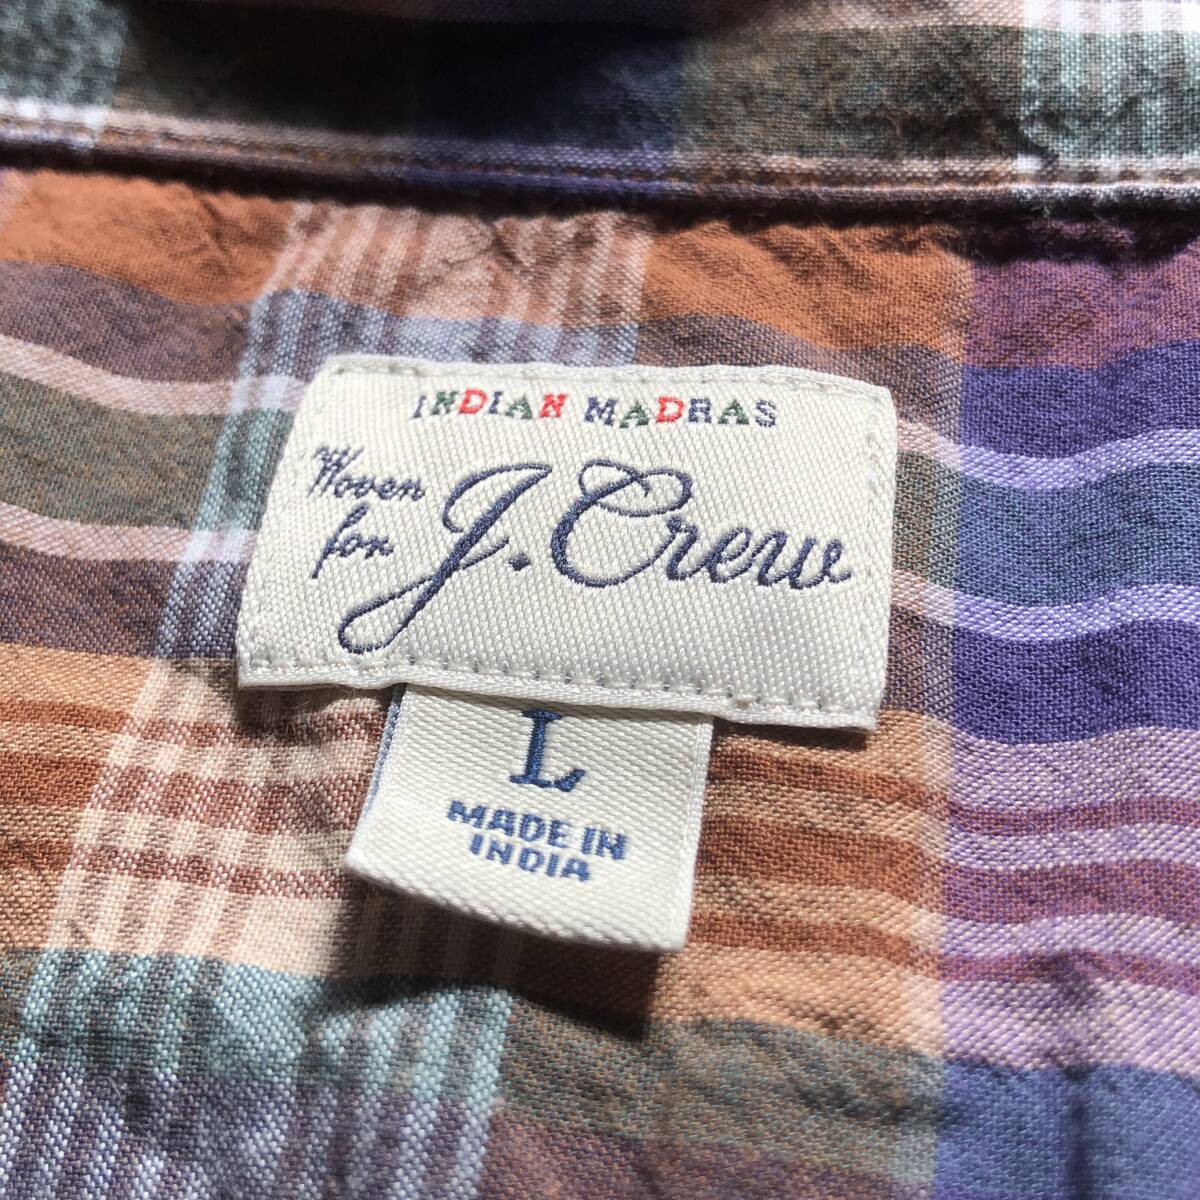 INDIAN MADRAS
Woven
for
J.Crew
L
MADE IN
INDIA